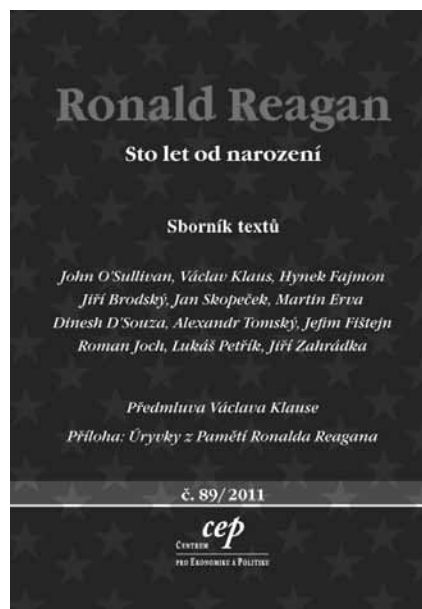 Ronald Reagan
Sto let od narození
Sborník textů
John O'Sullivan, Václav Klaus, Hynek Fajmon
Jiří Brodský, Jan Skopeček, Martin Erva
Dinesh D'Souza, Alexandr Tomský, Jefim Fištejn
Roman Joch, Lukáš Petřík, Jiří Zahrádka
Předmluva Václava Klause
Příloha: Úryvky z Pamětí Ronalda Reagana
č. 89/2011
cep
CENTRUM
PRO EKONOMIKU A POLITIKU